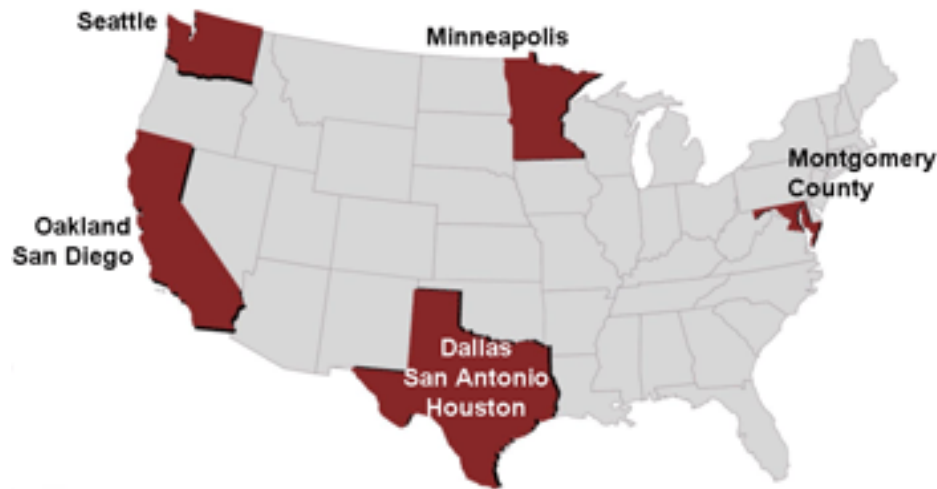 Seattle
Minneapolis
Montgomery
County
Oakland
San Diego
Dallas
San Antonio
Houston